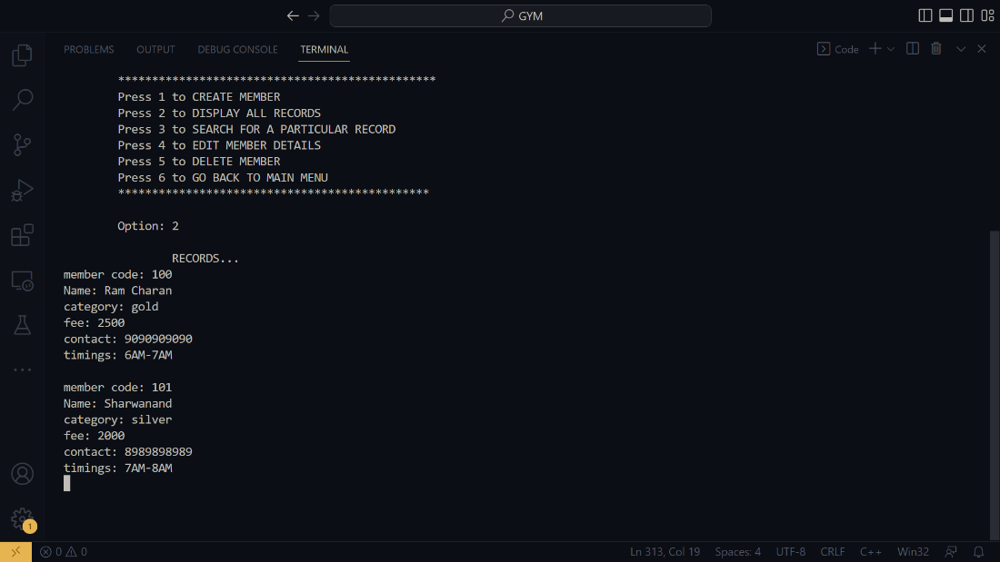 GYM
PROBLEMS OUTPUT DEBUG CONSOLE TERMINAL Code
***********************************************
Press 1 to CREATE MEMBER
Press 2 to DISPLAY ALL RECORDS
Press 3 to SEARCH FOR A PARTICULAR RECORD
Press 4 to EDIT MEMBER DETAILS
Press 5 to DELETE MEMBER
Press 6 to GO BACK TO MAIN MENU
**********************************************
Option: 2
RECORDS...
member code: 100
Name: Ram Charan
category: gold
fee: 2500
contact: 9090909090
timings: 6AM-7AM
member code: 101
Name: Sharwanand
category: silver
fee: 2000
contact: 8989898989
timings: 7AM-8AM
1
0 0 Ln 313, Col 19 Spaces: 4 UTF-8 CRLF C++ Win32